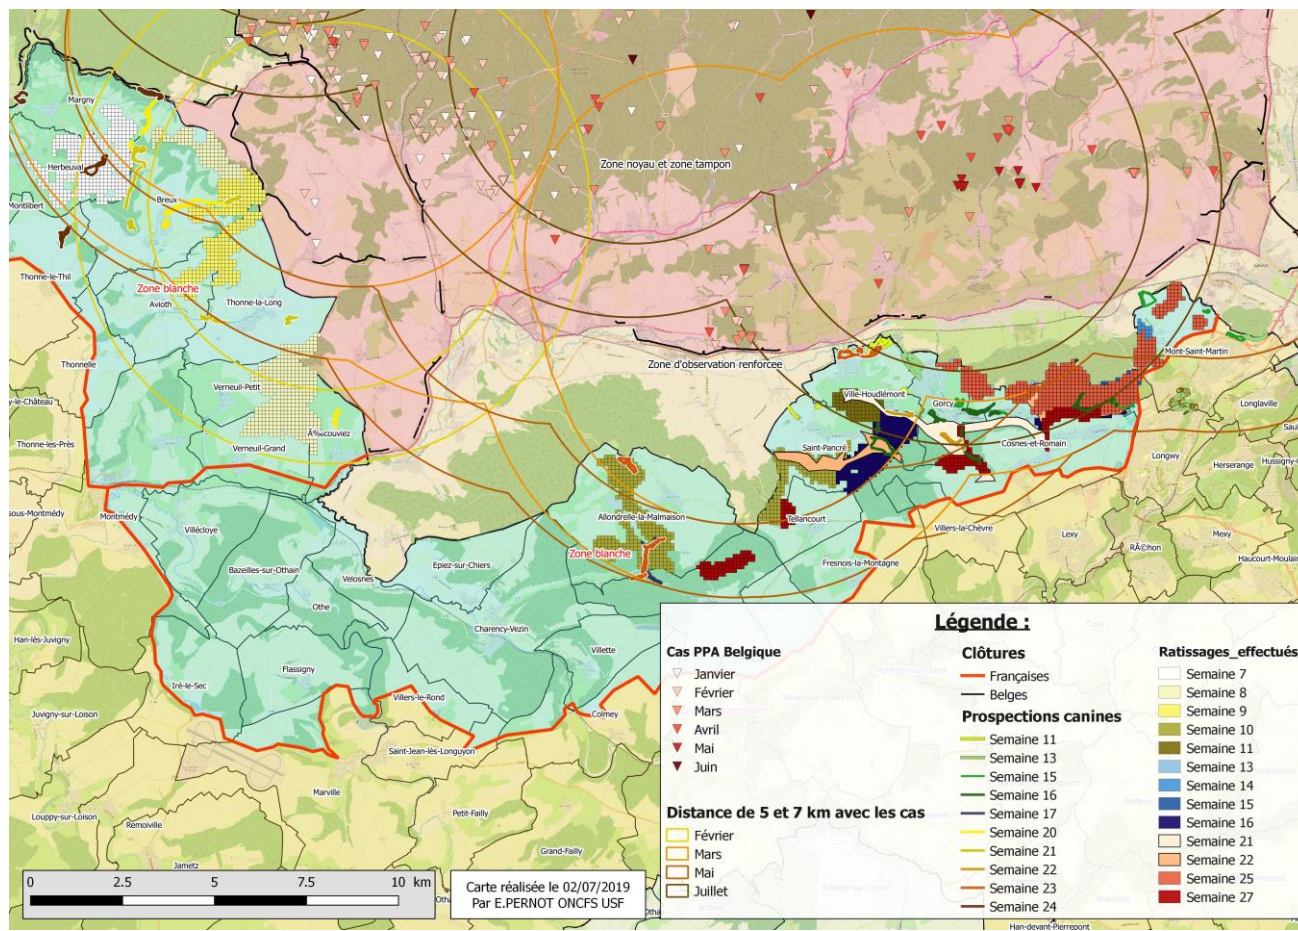 Margny
Herbeuval
Breux
Montlibert
Thonne-le-Thil
Zone blanche
Avioth
Thonne-la-Long
Thonnelle
Verneuil-Petit
y-le-Château
Thonne-les-Près
Verneuil-Grand
Ã‰couviez
Zone noyau et zone tampon
Zone d'observation renforcee
Mont-Saint-Martin
Ville-Houdlémont
Gorcy
Longlaville
Saint-Pancré
Cosnes-et-Romain
Longwy
Herserange
Hussigny-G
sous-Montmédy
Montmédy
Allondrelle-la-Malmaison
Tellancourt
Villers-la-Chèvre
Lexy
Mexy
RÃ©hon
Haucourt-Moulain
Villécloye
Bazeilles-sur-Othain
Velosnes
Epiez-sur-Chiers
Zone blanche
Fresnois-la-Montagne
Othe
Charency-Vezin
Han-lès-Juvigny
Flassigny
Villette
Iré-le-Sec
Villers-le-Rond
Juvigny-sur-Loison
Colmey
Saint-Jean-lès-Longuyon
Marville
Louppy-sur-Loison
Remoiville
Petit-Failly
Jametz
Grand-Failly
Han-devant-Pierrepont
Légende :
Cas PPA Belgique
Janvier
Février
Mars
Avril
Mai
Juin
Distance de 5 et 7 km avec les cas
Février
Mars
Mai
Juillet
Clôtures
Françaises
Belges
Prospections canines
Semaine 11
Semaine 13
Semaine 15
Semaine 16
Semaine 17
Semaine 20
Semaine 21
Semaine 22
Semaine 23
Semaine 24
Ratissages_effectués
Semaine 7
Semaine 8
Semaine 9
Semaine 10
Semaine 11
Semaine 13
Semaine 14
Semaine 15
Semaine 16
Semaine 21
Semaine 22
Semaine 25
Semaine 27
0 2.5 5 7.5 10 km
Carte réalisée le 02/07/2019
Par E.PERNOT ONCFS USF